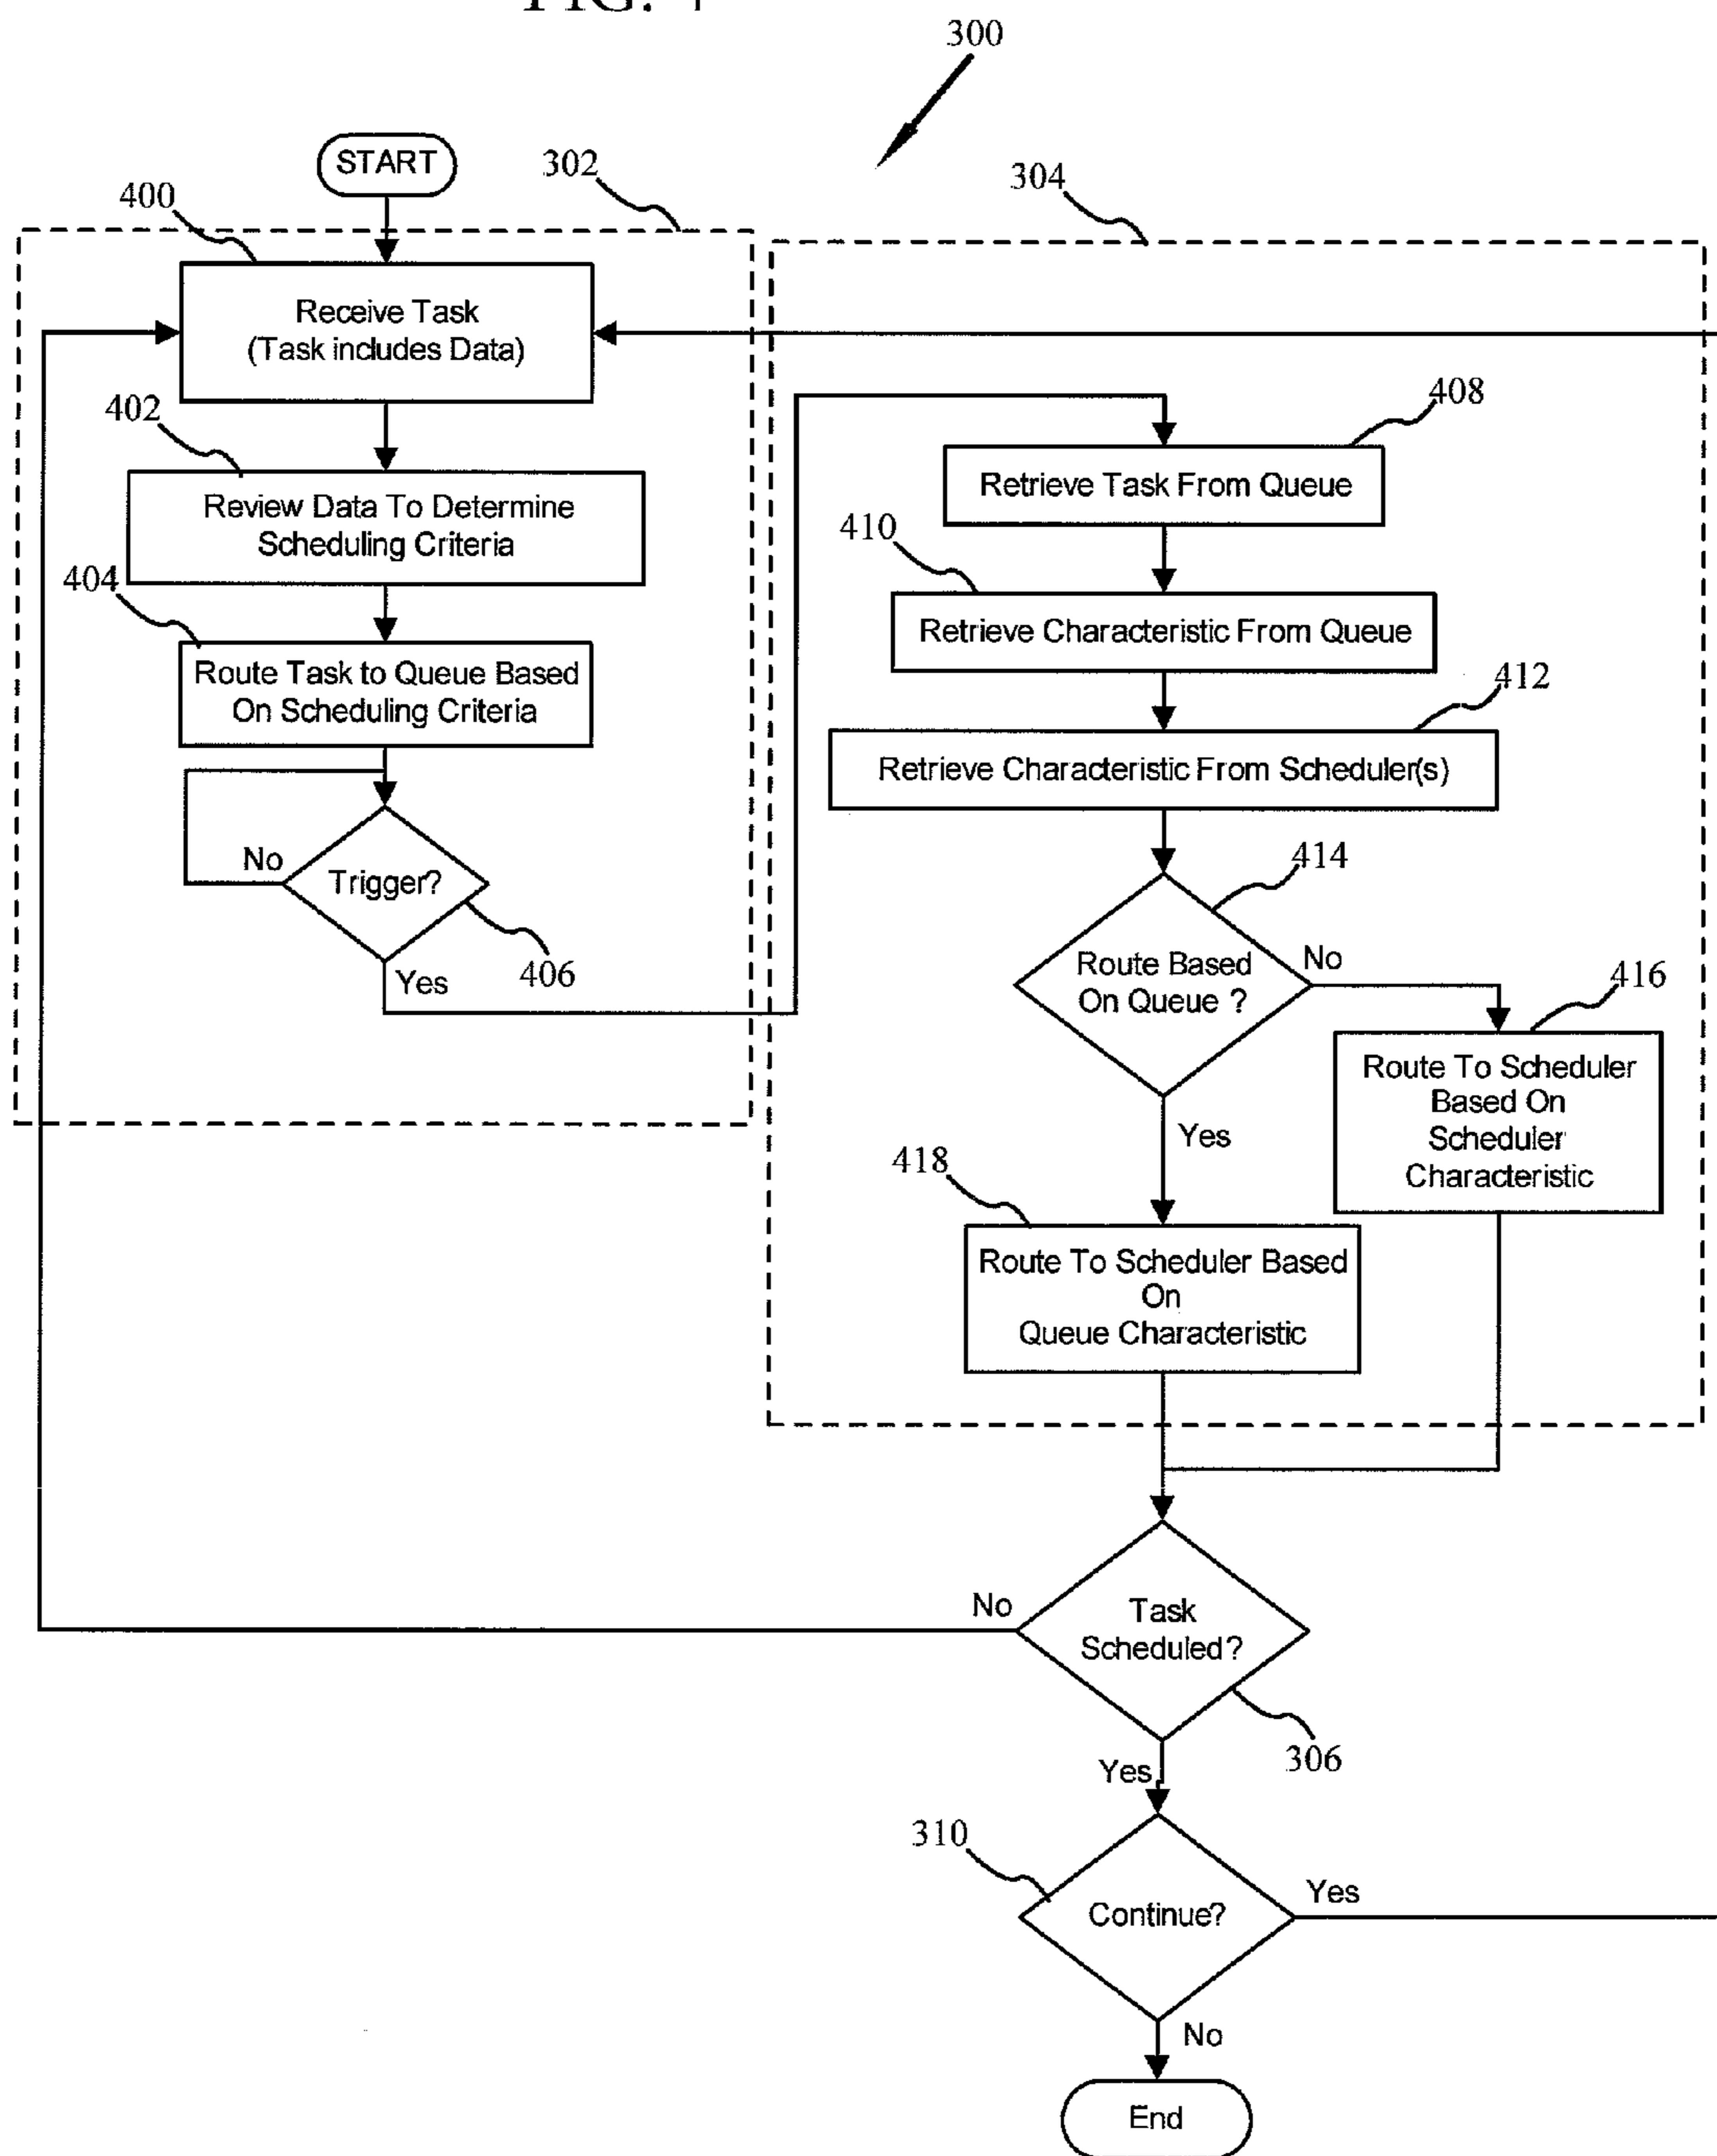 FIG. 4
300
START
302
304
400
Receive Task
(Task includes Data)
402
Review Data To Determine
Scheduling Criteria
404
Route Task to Queue Based
On Scheduling Criteria
No
Trigger?
406
Yes
408
Retrieve Task From Queue
410
Retrieve Characteristic From Queue
412
Retrieve Characteristic From Scheduler(s)
414
Route Based
On Queue ?
No
416
Route To Scheduler
Based On
Scheduler
Characteristic
Yes
418
Route To Scheduler Based
On
Queue Characteristic
No
Task
Scheduled?
306
Yes
310
Continue?
Yes
No
End